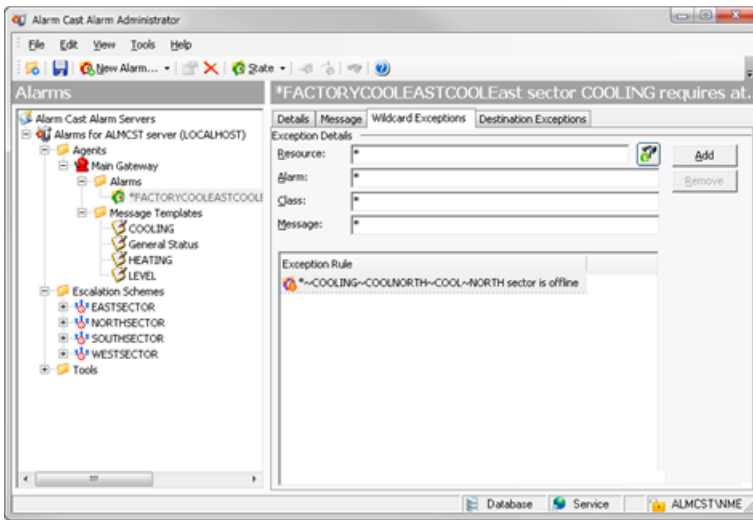 Alarm Cast Alarm Administrator
File Edit View Tools Help
New Alarm... State
Alarms
*FACTORYCOOLEASTCOOLEast sector COOLING requires at.
Alarm Cast Alarm Servers
Alarms for ALMCST server (LOCALHOST)
Agents
Main Gateway
Alarms
*FACTORYCOOLEASTCOOLE
Message Templates
COOLING
General Status
HEATING
LEVEL
Escalation Schemes
EASTSECTOR
NORTHSECTOR
SOUTHSECTOR
WESTSECTOR
Tools
Details Message Wildcard Exceptions Destination Exceptions
Exception Details
Resource: * Add
Alarm: * Remove
Class: *
Message: *
Exception Rule
*~COOLING~COOLNORTH~COOL~NORTH sector is offline
Database Service ALMCST\NME